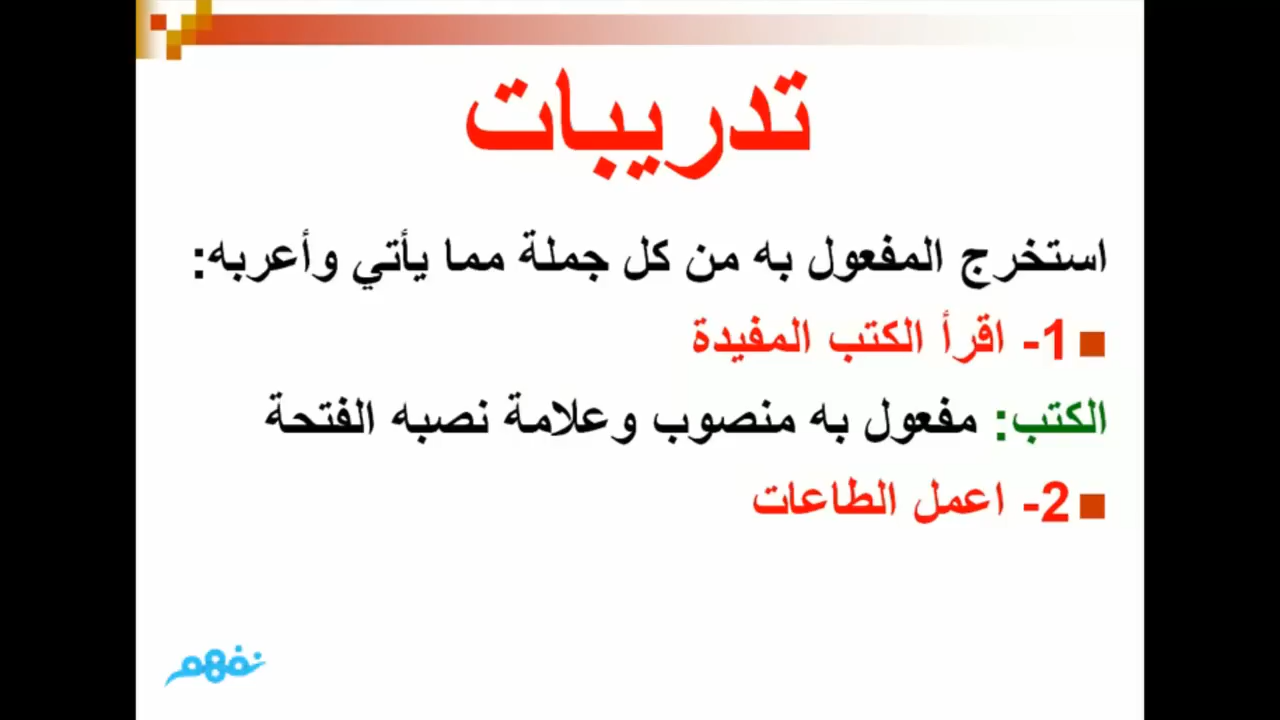 تدريبات
استخرج المفعول به من كل جملة مما يأتي وأعربه:
1- اقرأ الكتب المفيدة
الكتب: مفعول به منصوب وعلامة نصبه الفتحة
2- اعمل الطاعات
نفهم